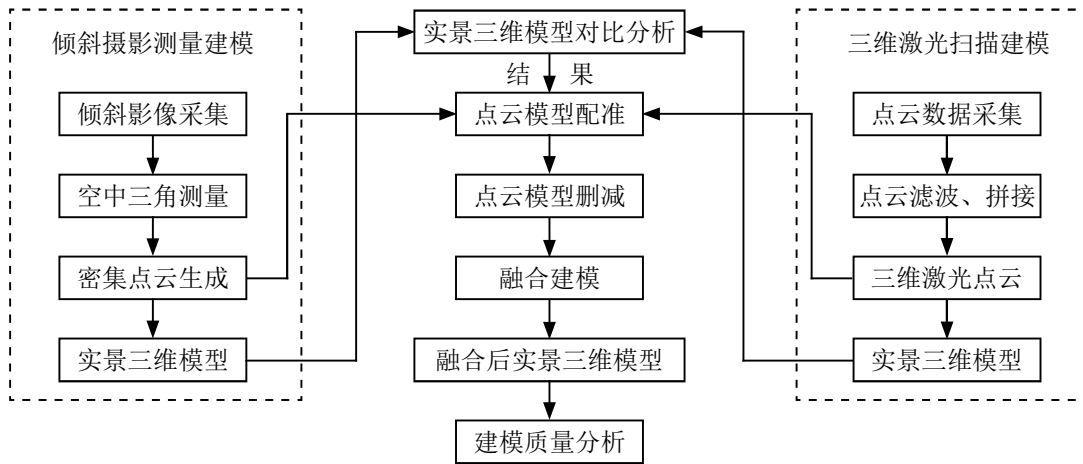 倾斜摄影测量建模
倾斜影像采集
空中三角测量
密集点云生成
实景三维模型
实景三维模型对比分析
结 果
点云模型配准
点云模型删减
融合建模
融合后实景三维模型
建模质量分析
三维激光扫描建模
点云数据采集
点云滤波、拼接
三维激光点云
实景三维模型